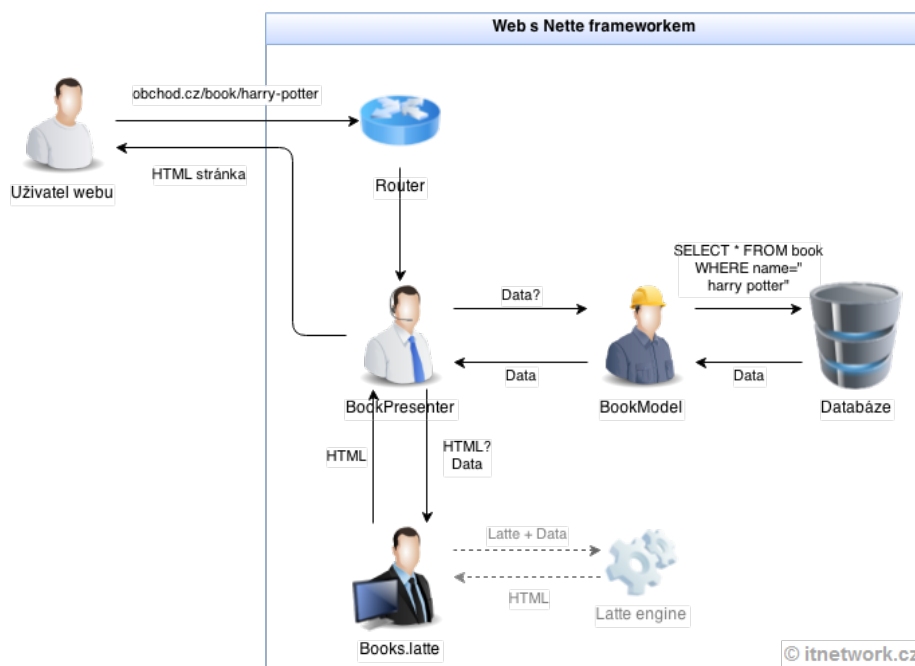 Web s Nette frameworkem
obchod.cz/book/harry-potter
HTML stránka
Uživatel webu
Router
SELECT * FROM book
WHERE name="
harry potter"
Data?
Data
Data
BookPresenter
BookModel
Databáze
HTML
HTML?
Data
Latte + Data
HTML
Latte engine
Books.latte
© itnetwork.cz